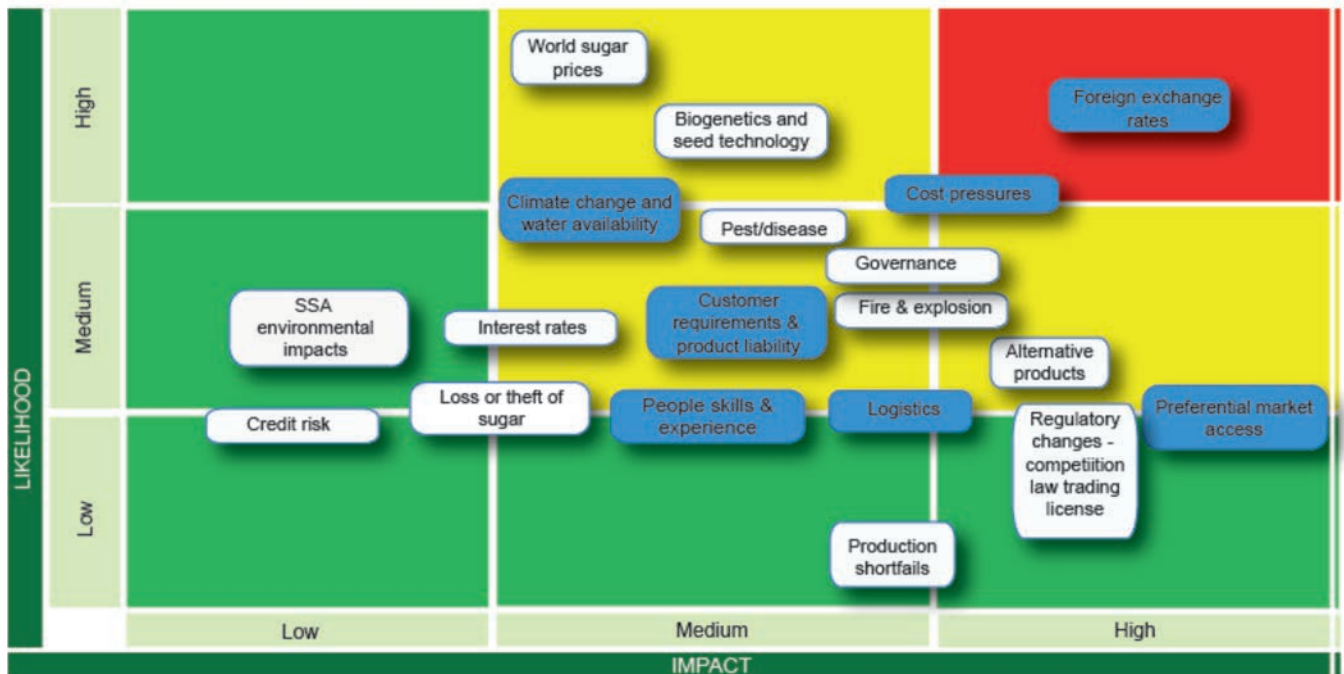 LIKELIHOOD
High
Medium
Low
World sugar
prices
Foreign exchange
rates
Biogenetics and
seed technology
Climate change and
water availability
Cost pressures
Pest/disease
Governance
SSA
environmental
impacts
Interest rates
Customer
requirements &
product liability
Fire & explosion
Alternative
products
Credit risk
Loss or theft of
sugar
People skills &
experience
Logistics
Regulatory
changes -
competiition
law trading
license
Preferential market
access
Production
shortfails
Low
Medium
High
IMPACT